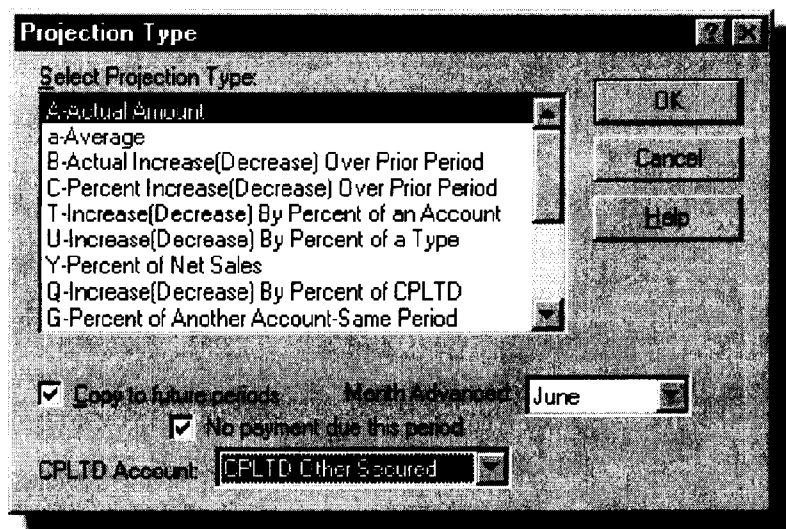 Projection Type
Select Projection Type:
A-Actual Amount
a-Average
B-Actual Increase(Decrease) Over Prior Period
C-Percent Increase(Decrease) Over Prior Period
T-Increase(Decrease) By Percent of an Account
U-Increase(Decrease) By Percent of a Type
Y-Percent of Net Sales
Q-Increase(Decrease) By Percent of CPLTD
G-Percent of Another Account-Same Period
OK
Cancel
Help
Copy to future periods Month Advanced: June
No payment due this period
CPLTD Account: CPLTD Other Secured